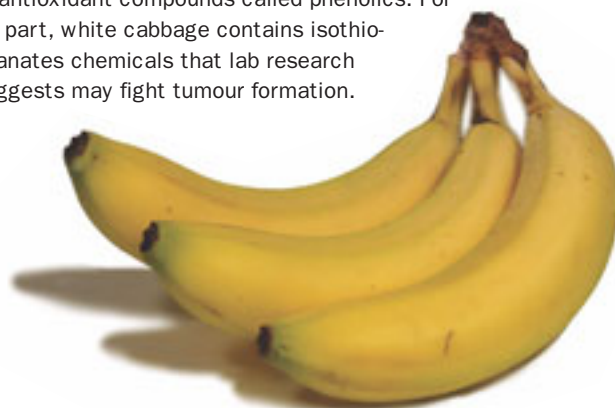 antioxidant compounds called phenolics. For
part, white cabbage contains isothio-
anates chemicals that lab research
ggests may fight tumour formation.